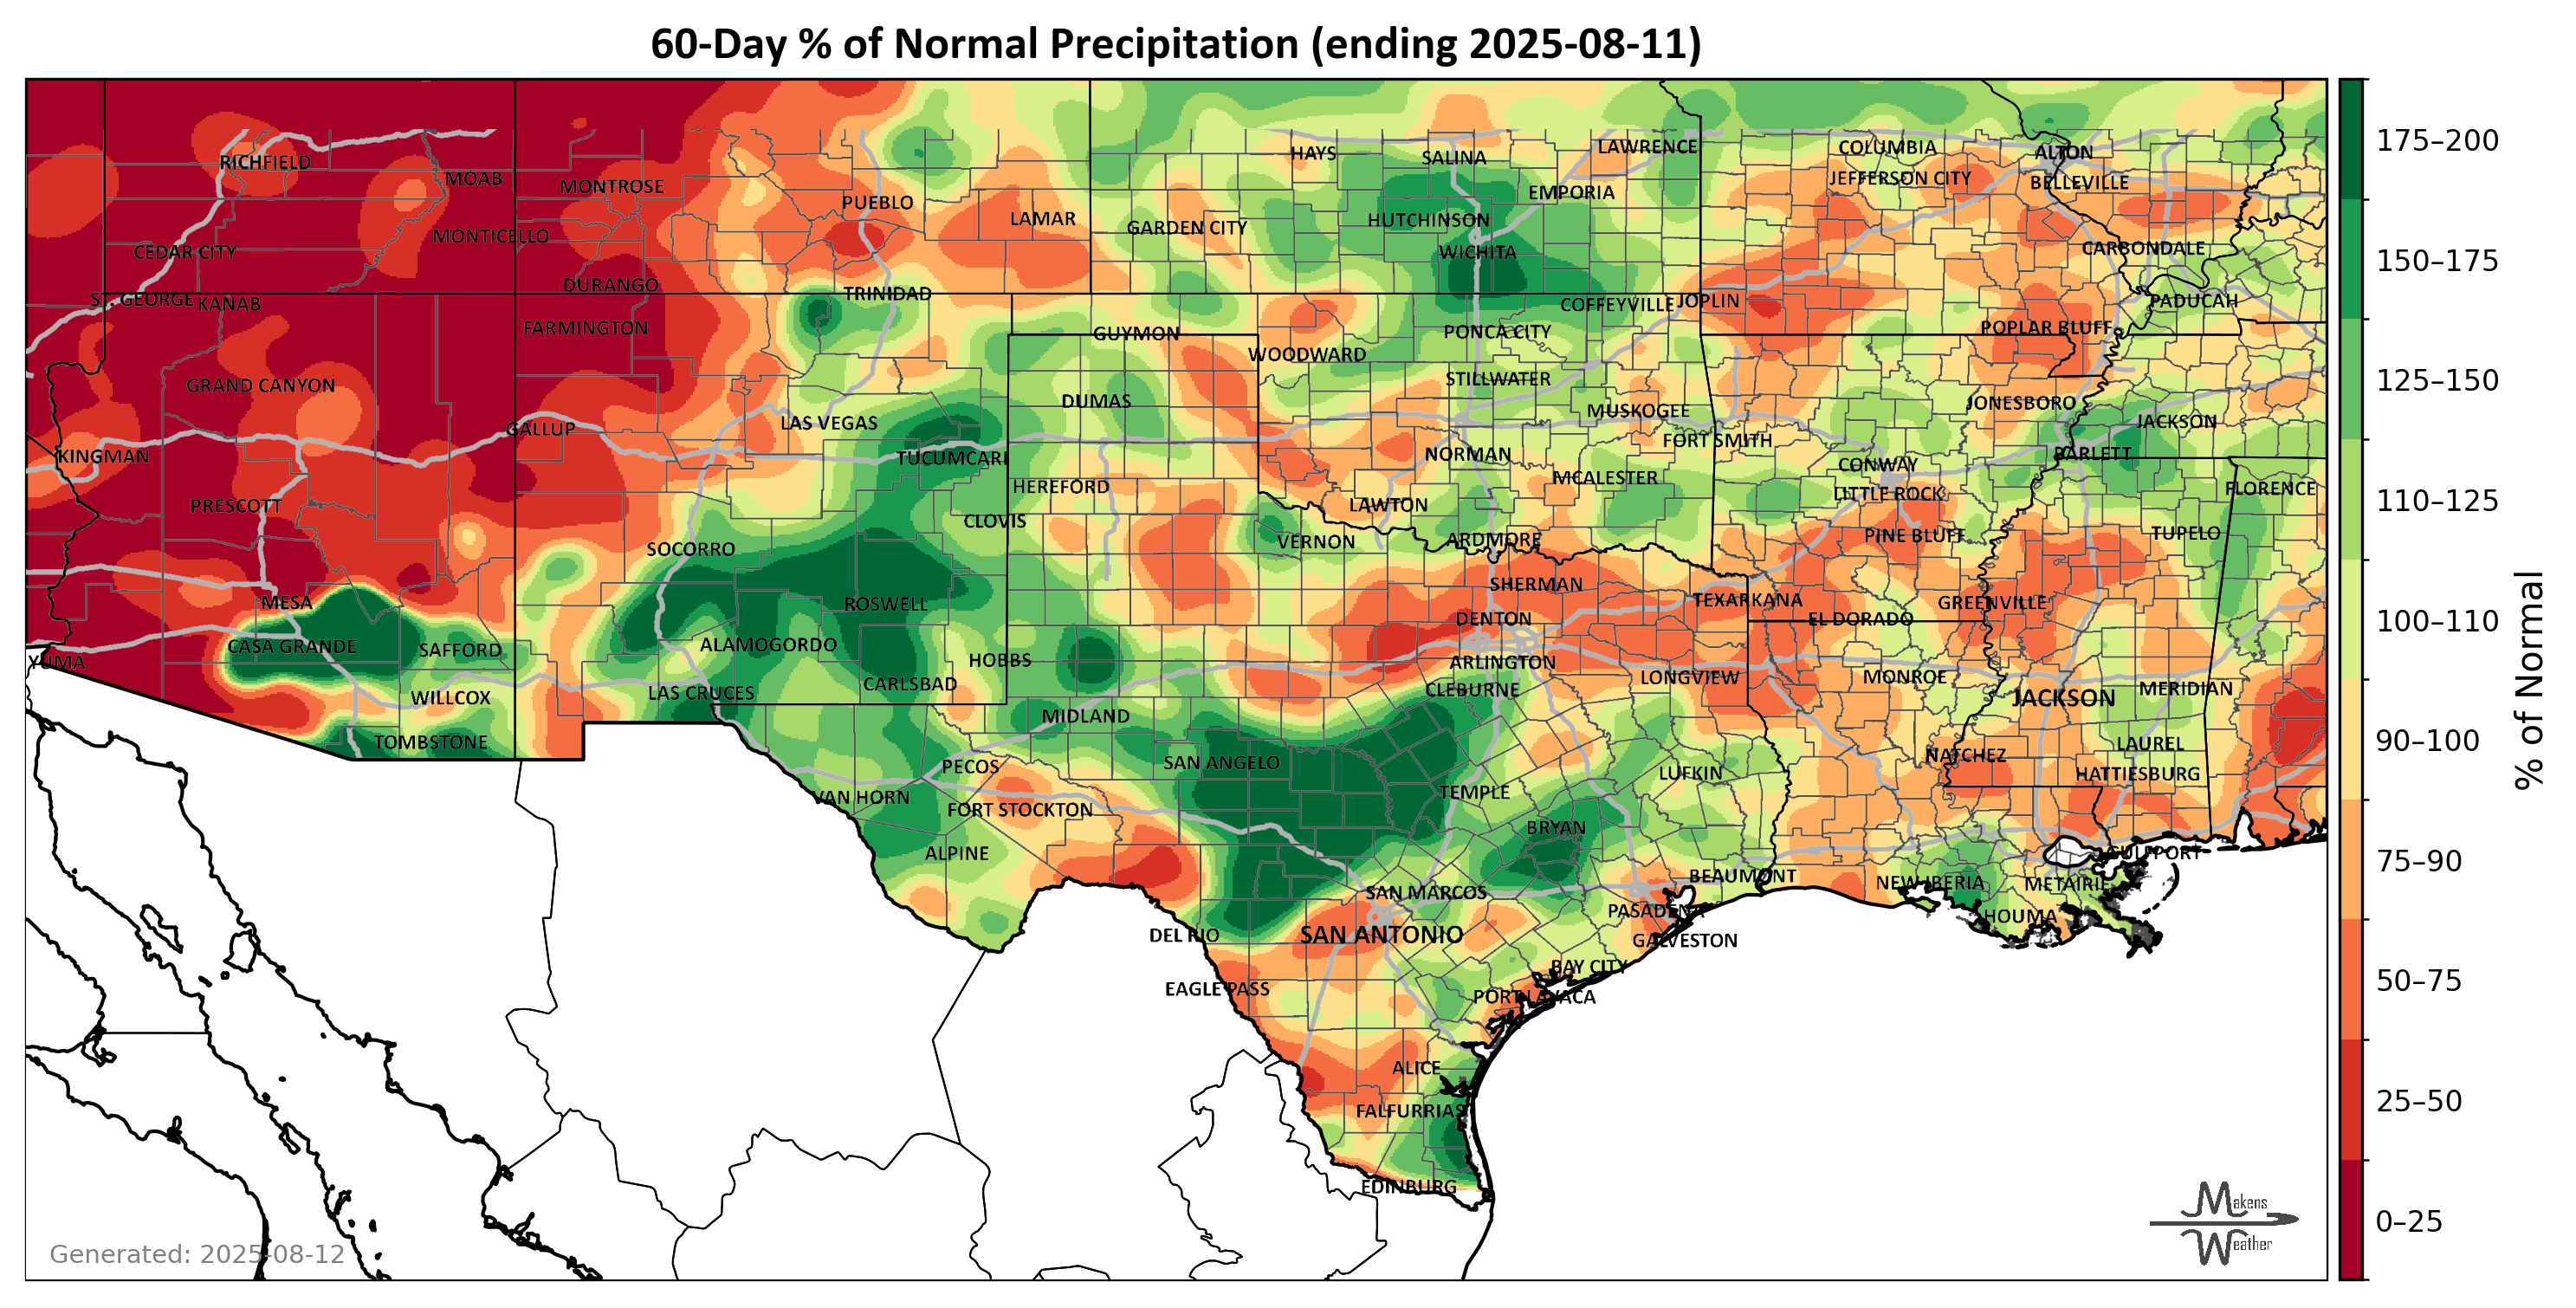 60-Day % of Normal Precipitation (ending 2025-08-11)
HAYS
SALINA
LAWRENCE
COLUMBIA
ALTON
RICHFIELD
MOAB
MONTROSE
PUEBLO
EMPORIA
JEFFERSON CITY
BELLEVILLE
LAMAR
GARDEN CITY
HUTCHINSON
MONTICELLO
CEDAR CITY
WICHITA
CARBONDALE
DURANGO
TRINIDAD
ST. GEORGE
KANAB
COFFEYVILLE
JOPLIN
PADUCAH
FARMINGTON
GUYMON
PONCA CITY
POPLAR BLUFF
WOODWARD
GRAND CANYON
STILLWATER
DUMAS
MUSKOGEE
JONESBORO
LAS VEGAS
JACKSON
GALLUP
FORT SMITH
KINGMAN
TUCUMCARI
NORMAN
BARLETT
CONWAY
HEREFORD
MCALESTER
FLORENCE
PRESCOTT
LAWTON
LITTLE ROCK
CLOVIS
VERNON
ARDMORE
PINE BLUFF
TUPELO
SOCORRO
SHERMAN
MESA
ROSWELL
TEXARKANA
GREENVILLE
DENTON
EL DORADO
CASA GRANDE
SAFFORD
ALAMOGORDO
HOBBS
ARLINGTON
YUMA
LONGVIEW
MONROE
WILLCOX
LAS CRUCES
CARLSBAD
CLEBURNE
JACKSON
MERIDIAN
MIDLAND
TOMBSTONE
LAUREL
PECOS
SAN ANGELO
NATCHEZ
LUFKIN
HATTIESBURG
VAN HORN
FORT STOCKTON
TEMPLE
BRYAN
ALPINE
GULFPORT
BEAUMONT
NEW IBERIA
METAIRIE
SAN MARCOS
PASADENA
HOUMA
DEL RIO
SAN ANTONIO
GALVESTON
BAY CITY
EAGLE PASS
PORT LAVACA
ALICE
FALFURRIAS
EDINBURG
Generated: 2025-08-12
Makens
Weather
175–200
150–175
125–150
110–125
100–110
90–100
75–90
50–75
25–50
0–25
% of Normal